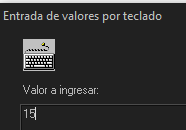 Entrada de valores por teclado
Valor a ingresar:
15